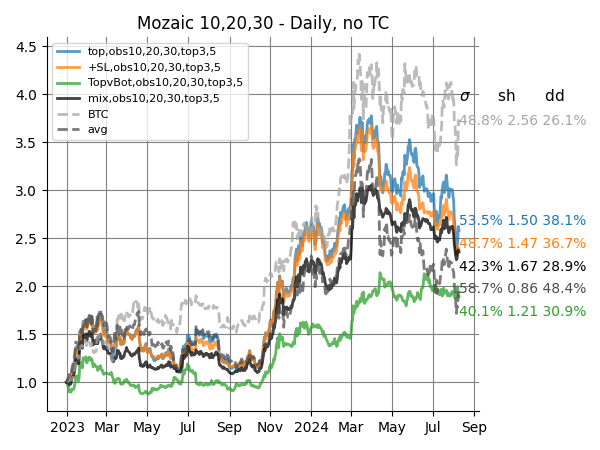 Mozaic 10,20,30 - Daily, no TC
top,obs10,20,30,top3,5
+SL,obs10,20,30,top3,5
TopvBot,obs10,20,30,top3,5
mix,obs10,20,30,top3,5
BTC
avg
4.5
4.0
3.5
3.0
2.5
2.0
1.5
1.0
σ sh dd
48.8% 2.56 26.1%
53.5% 1.50 38.1%
48.7% 1.47 36.7%
42.3% 1.67 28.9%
58.7% 0.86 48.4%
40.1% 1.21 30.9%
2023 Mar May Jul Sep Nov 2024 Mar May Jul Sep